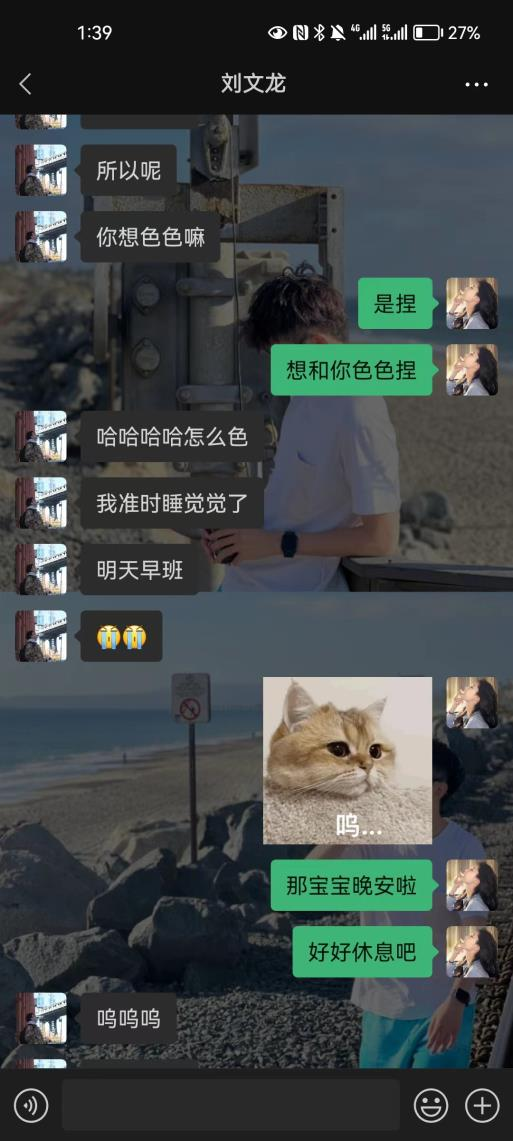 1:39
4G
5G
27%
刘文龙
所以呢
你想色色嘛
是捏
想和你色色捏
哈哈哈哈怎么色
我准时睡觉觉了
明天早班
😭😭
呜...
那宝宝晚安啦
好好休息吧
呜呜呜